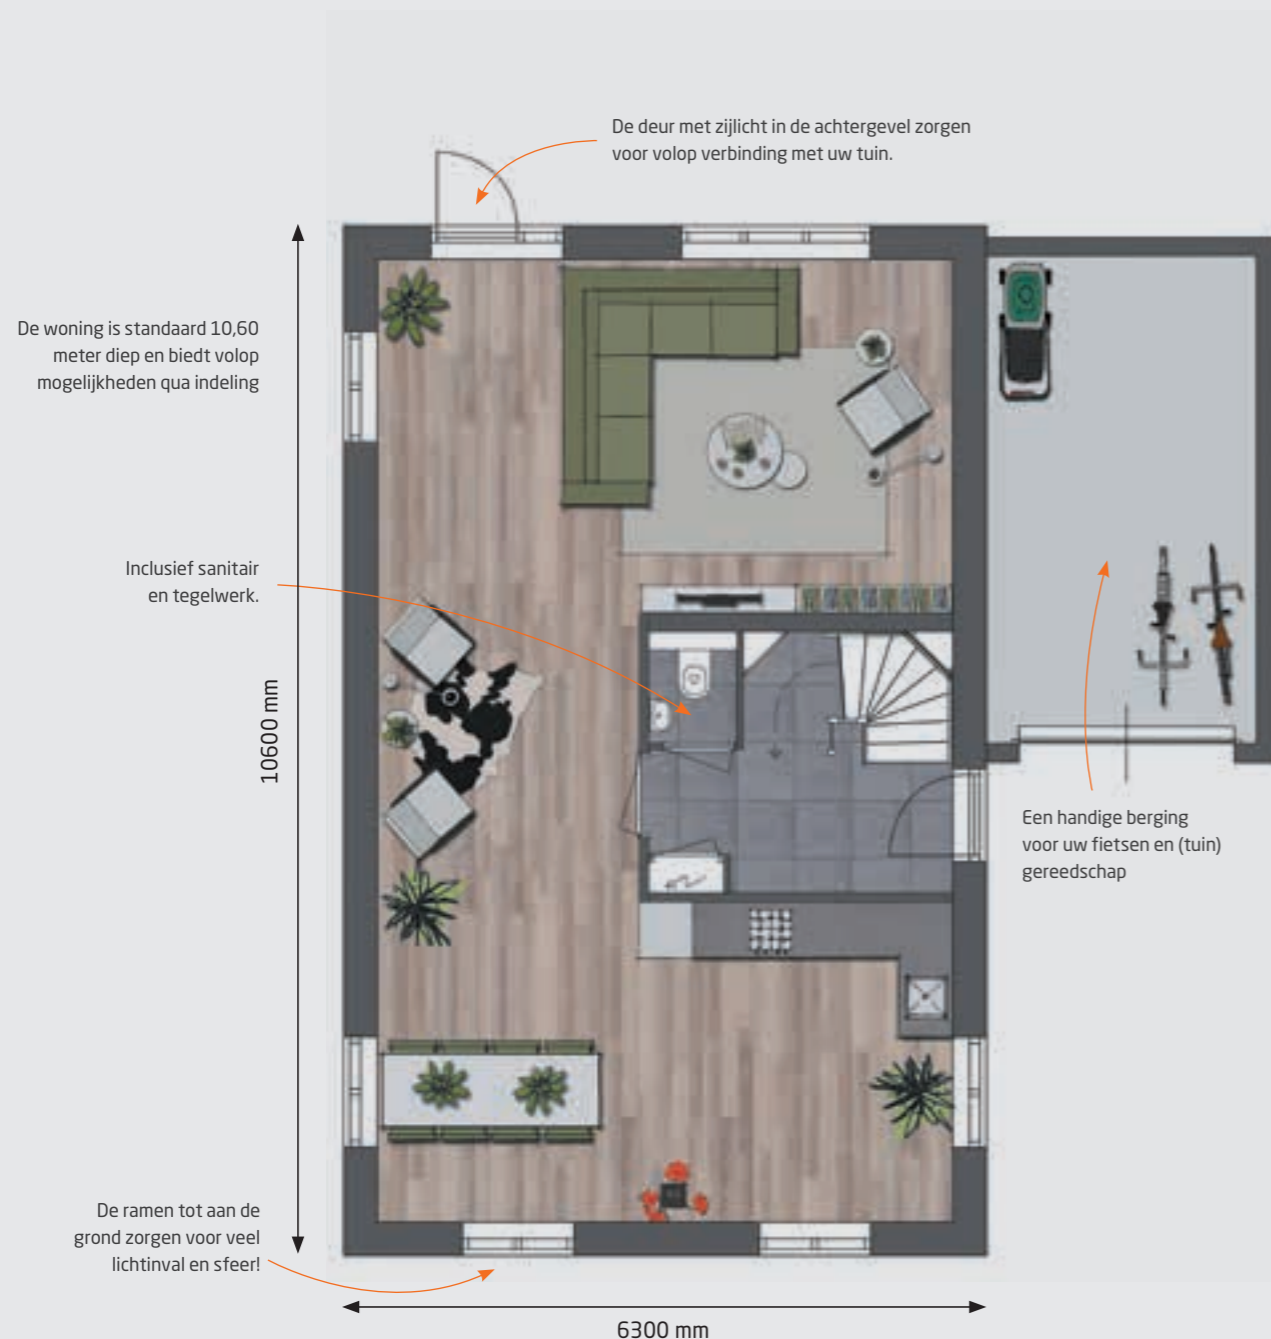 De deur met zijlicht in de achtergevel zorgen
voor volop verbinding met uw tuin.
De woning is standaard 10,60
meter diep en biedt volop
mogelijkheden qua indeling
Inclusief sanitair
en tegelwerk.
10600 mm
Een handige berging
voor uw fietsen en (tuin)
gereedschap
De ramen tot aan de
grond zorgen voor veel
lichtinval en sfeer!
6300 mm